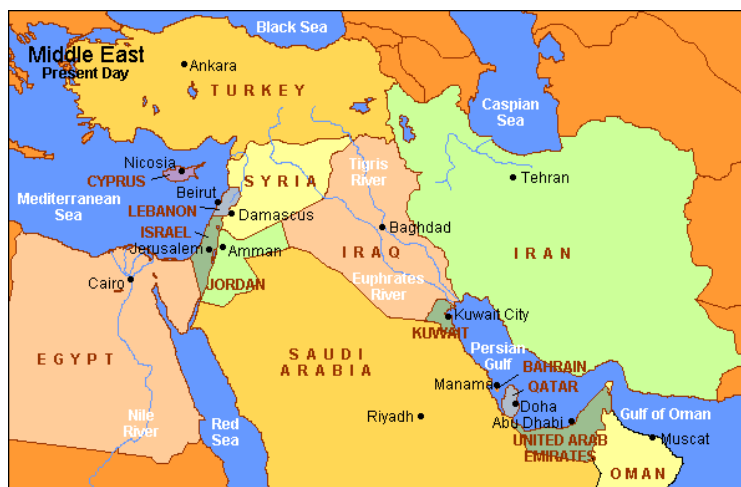 Middle East
Present Day
Black Sea
Ankara
TURKEY
Caspian
Sea
Nicosia
CYPRUS
Mediterranean
Sea
Beirut
LEBANON
SYRIA
Damascus
Tigris
River
Tehran
ISRAEL
Jerusalem
Amman
JORDAN
Baghdad
IRAQ
IRAN
Euphrates
River
Cairo
EGYPT
Kuwait City
KUWAIT
SAUDI
ARABIA
Persian
Gulf
Manama
BAHRAIN
QATAR
Doha
Nile
River
Red
Sea
Riyadh
Abu Dhabi
Gulf of Oman
UNITED ARAB
EMIRATES
Muscat
OMAN